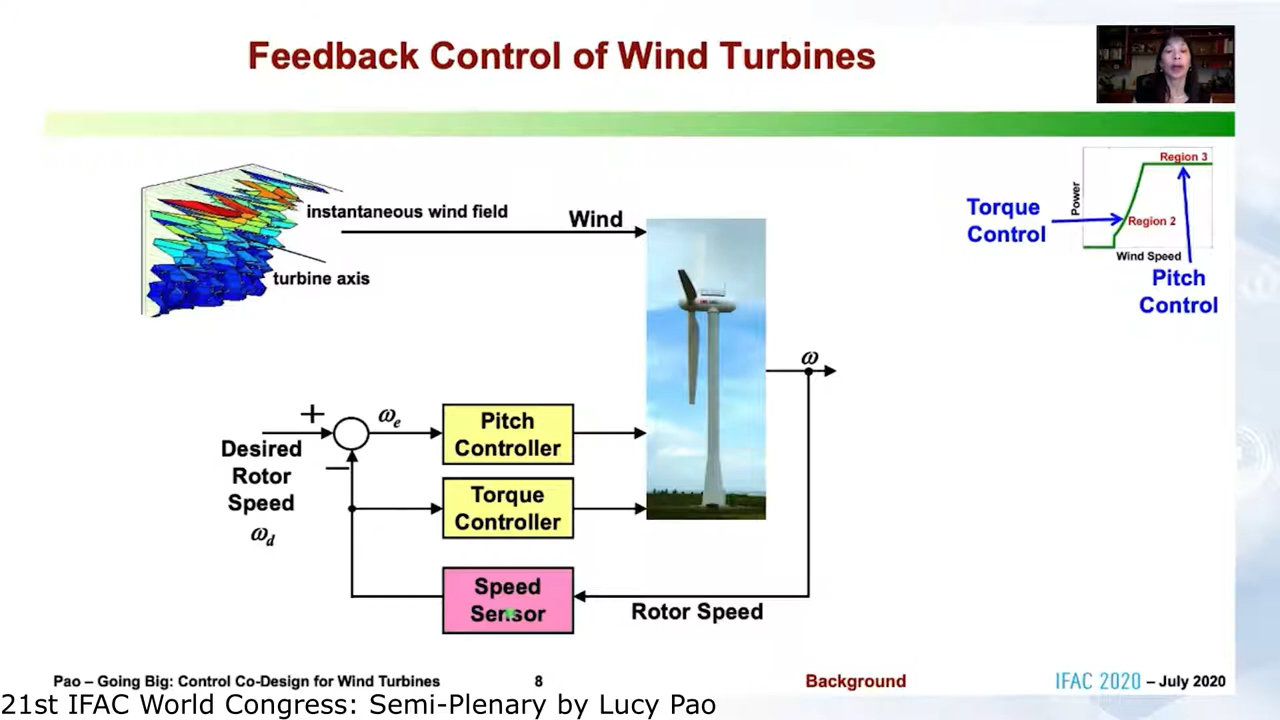 Feedback Control of Wind Turbines
instantaneous wind field
turbine axis
Wind
Torque
Control
Power
Region 3
Region 2
Wind Speed
Pitch
Control
ω
+
ωe
−
Desired
Rotor
Speed
ωd
Pitch
Controller
Torque
Controller
Speed
Sensor
Rotor Speed
Pao – Going Big: Control Co-Design for Wind Turbines
8
Background
IFAC 2020 – July 2020
21st IFAC World Congress: Semi-Plenary by Lucy Pao